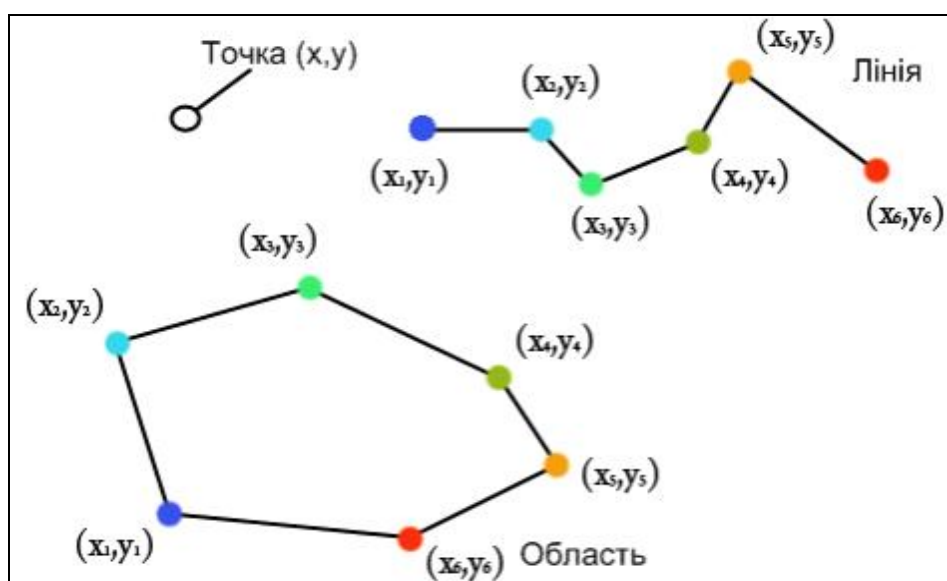 Точка (x,y)
(x₅,y₅)
Лінія
(x₂,y₂)
(x₁,y₁)
(x₄,y₄)
(x₃,y₃)
(x₆,y₆)
(x₃,y₃)
(x₂,y₂)
(x₄,y₄)
(x₅,y₅)
(x₁,y₁)
(x₆,y₆)
Область